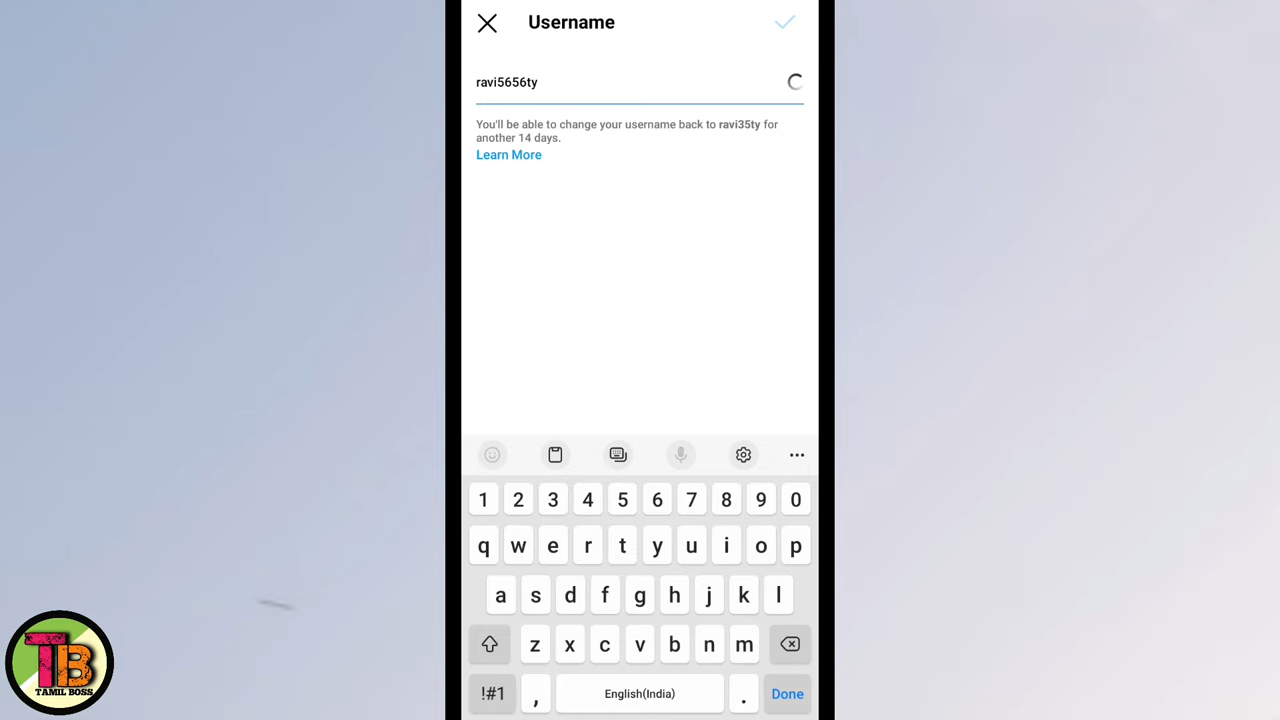 Username
ravi5656ty
You'll be able to change your username back to ravi35ty for
another 14 days.
Learn More
1 2 3 4 5 6 7 8 9 0
q w e r t y u i o p
a s d f g h j k l
z x c v b n m
!#1 , English(India) . Done
TB
TAMIL BOSS